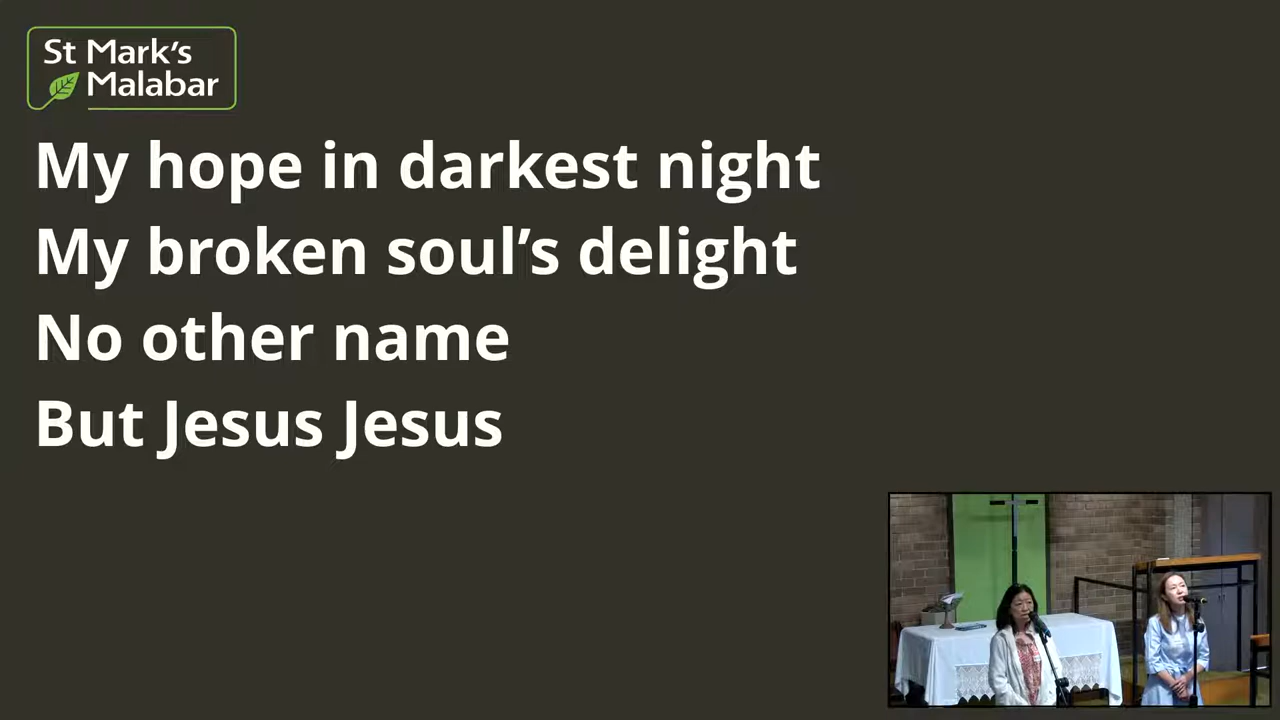 St Mark's
Malabar
My hope in darkest night
My broken soul’s delight
No other name
But Jesus Jesus